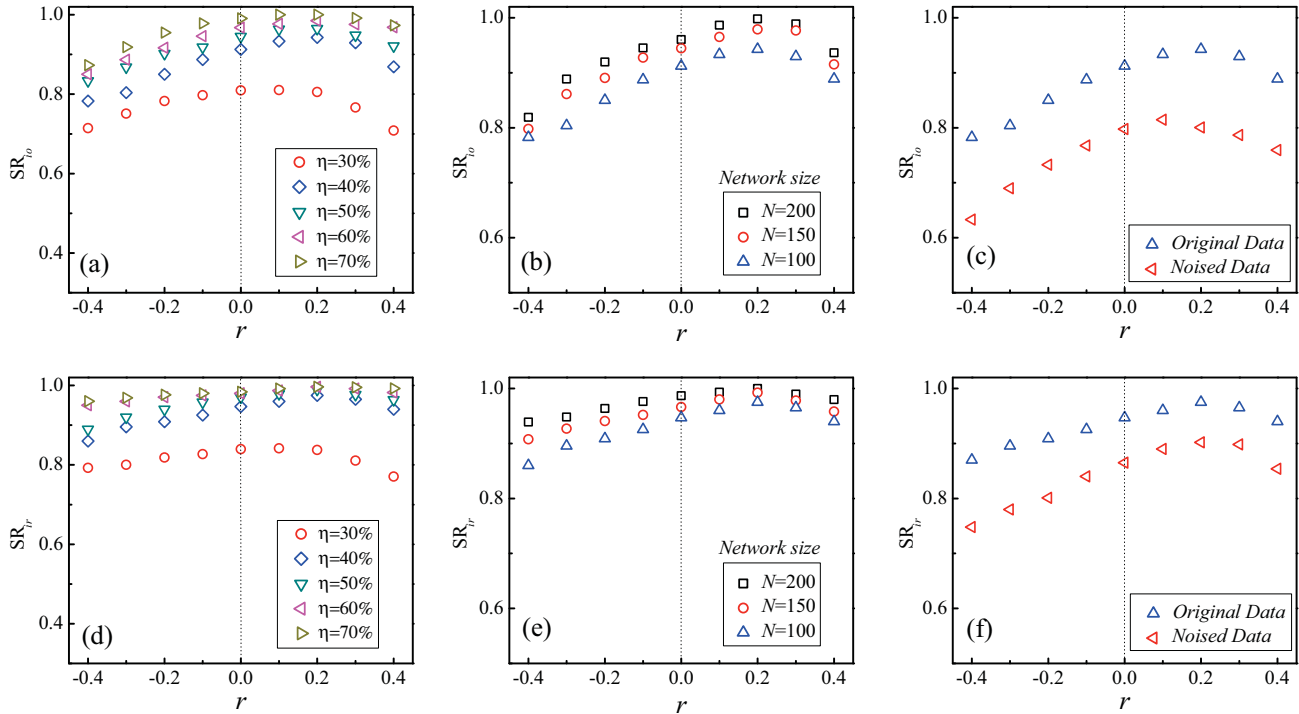 1.0
0.8
0.6
0.4
SR_io
(a)
η=30%
η=40%
η=50%
η=60%
η=70%
-0.4 -0.2 0.0 0.2 0.4
r
1.0
0.8
0.6
SR_io
(b)
Network size
N=200
N=150
N=100
-0.4 -0.2 0.0 0.2 0.4
r
1.0
0.8
0.6
SR_io
(c)
Original Data
Noised Data
-0.4 -0.2 0.0 0.2 0.4
r
1.0
0.8
0.6
0.4
SR_ir
(d)
η=30%
η=40%
η=50%
η=60%
η=70%
-0.4 -0.2 0.0 0.2 0.4
r
1.0
0.8
0.6
SR_ir
(e)
Network size
N=200
N=150
N=100
-0.4 -0.2 0.0 0.2 0.4
r
1.0
0.8
0.6
SR_ir
(f)
Original Data
Noised Data
-0.4 -0.2 0.0 0.2 0.4
r